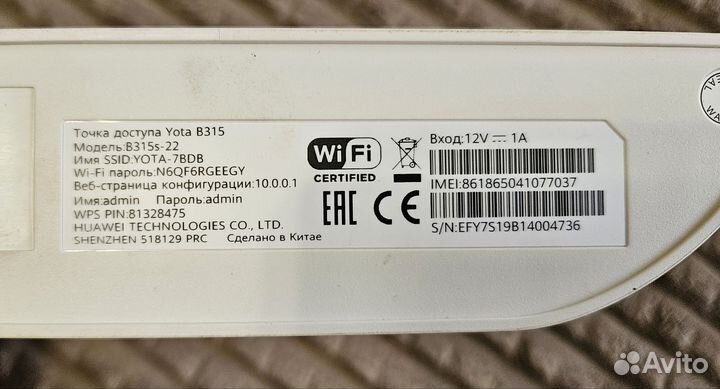 Точка доступа Yota B315
Модель:B315s-22
Имя SSID:YOTA-7BDB
Wi-Fi пароль:N6QF6RGEEGY
Веб-страница конфигурации:10.0.0.1
Имя:admin Пароль:admin
WPS PIN:81328475
HUAWEI TECHNOLOGIES CO., LTD.
SHENZHEN 518129 PRC Сделано в Китае
Wi Fi
CERTIFIED
EAC CE
Вход:12V 1A
IMEI:861865041077037
S/N:EFY7S19B14004736
Avito